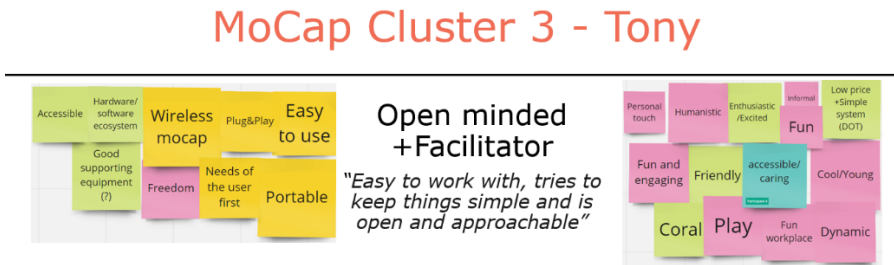 MoCap Cluster 3 - Tony
Accessible
Hardware/
software
ecosystem
Wireless
mocap
Plug&Play
Easy
to use
Good
supporting
equipment
(?)
Freedom
Needs of
the user
first
Portable
Open minded
+Facilitator
“Easy to work with, tries to
keep things simple and is
open and approachable”
Personal
touch
Humanistic
Enthusiastic
/Excited
Informal
Fun
Low price
+Simple
system
(DOT)
Fun and
engaging
Friendly
accessible/
caring
Cool/Young
Coral
Play
Fun
workplace
Dynamic